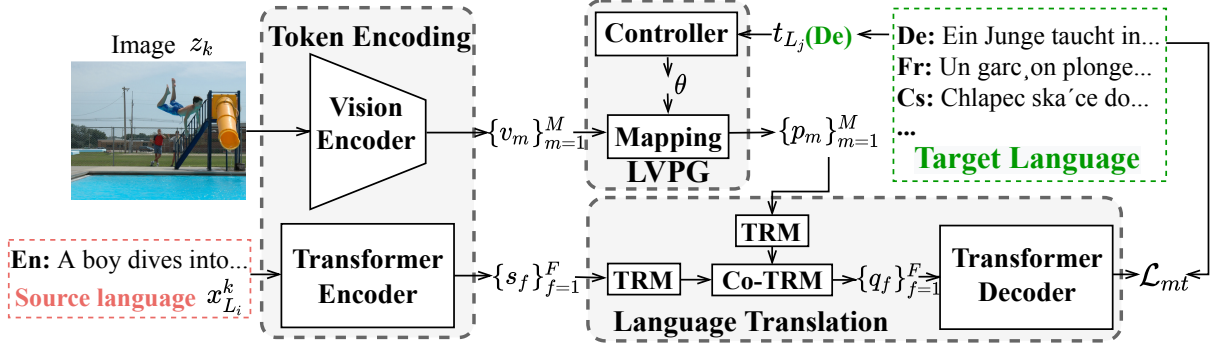 Image z_k
Token Encoding
Vision
Encoder
{v_m}_{m=1}^M
Controller
θ
Mapping
LVPG
t_{L_j}(De)
{p_m}_{m=1}^M
De: Ein Junge taucht in...
Fr: Un garc¸on plonge...
Cs: Chlapec ska´ce do...
...
Target Language
En: A boy dives into...
Source language x_{L_i}^k
Transformer
Encoder
{s_f}_{f=1}^F
TRM
TRM
Co-TRM
{q_f}_{f=1}^F
Transformer
Decoder
Language Translation
ℒ_{mt}